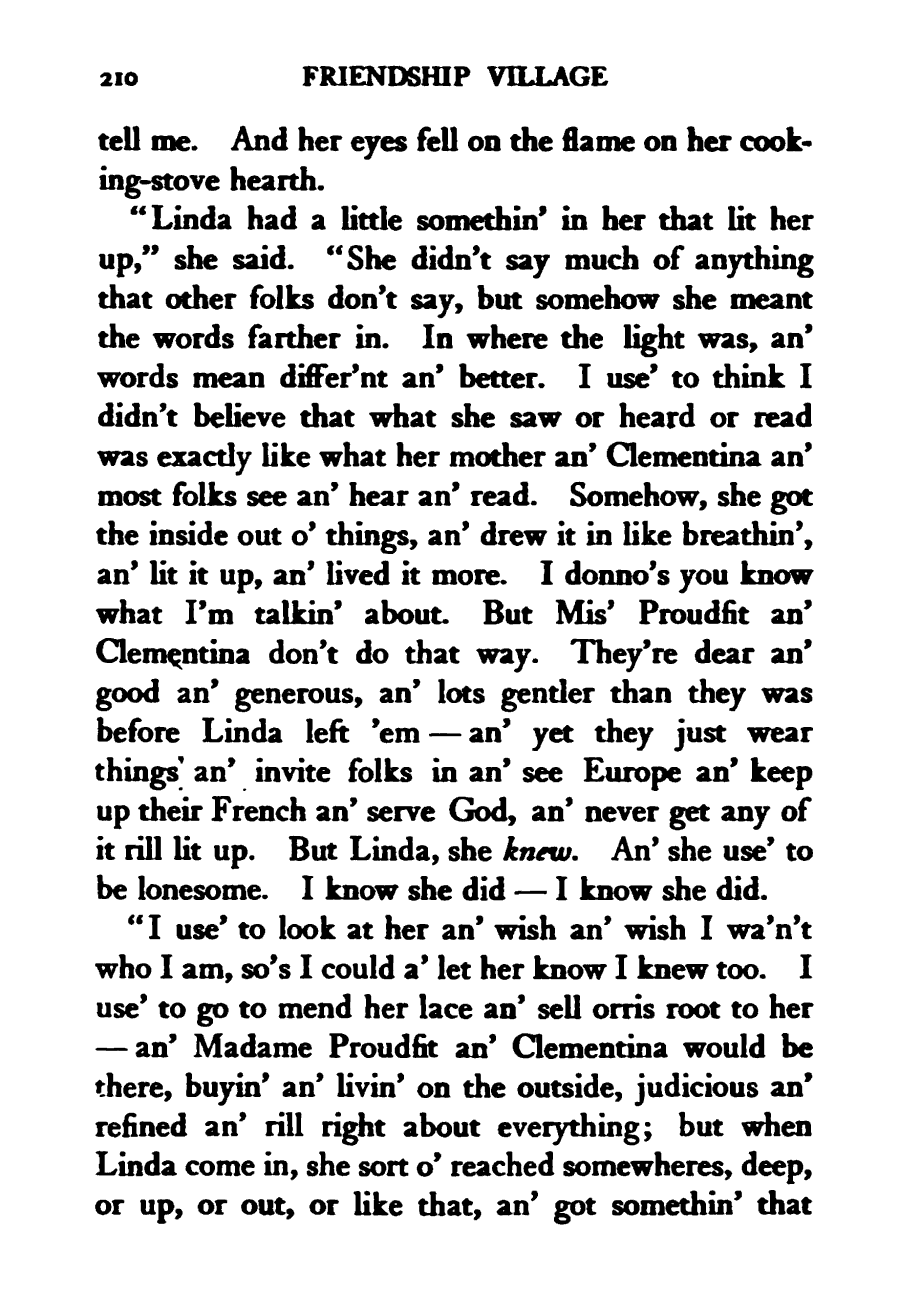 210 FRIENDSHIP VILLAGE
tell me. And her eyes fell on the flame on her cook-
ing-stove hearth.
“Linda had a little somethin’ in her that lit her
up,” she said. “She didn’t say much of anything
that other folks don’t say, but somehow she meant
the words farther in. In where the light was, an’
words mean differ’nt an’ better. I use’ to think I
didn’t believe that what she saw or heard or read
was exactly like what her mother an’ Clementina an’
most folks see an’ hear an’ read. Somehow, she got
the inside out o’ things, an’ drew it in like breathin’,
an’ lit it up, an’ lived it more. I donno’s you know
what I’m talkin’ about. But Mis’ Proudfit an’
Clementina don’t do that way. They’re dear an’
good an’ generous, an’ lots gentler than they was
before Linda left ’em — an’ yet they just wear
things an’ invite folks in an’ see Europe an’ keep
up their French an’ serve God, an’ never get any of
it rill lit up. But Linda, she knew. An’ she use’ to
be lonesome. I know she did — I know she did.
“I use’ to look at her an’ wish an’ wish I wa’n’t
who I am, so’s I could a’ let her know I knew too. I
use’ to go to mend her lace an’ sell orris root to her
— an’ Madame Proudfit an’ Clementina would be
there, buyin’ an’ livin’ on the outside, judicious an’
refined an’ rill right about everything; but when
Linda come in, she sort o’ reached somewheres, deep,
or up, or out, or like that, an’ got somethin’ that